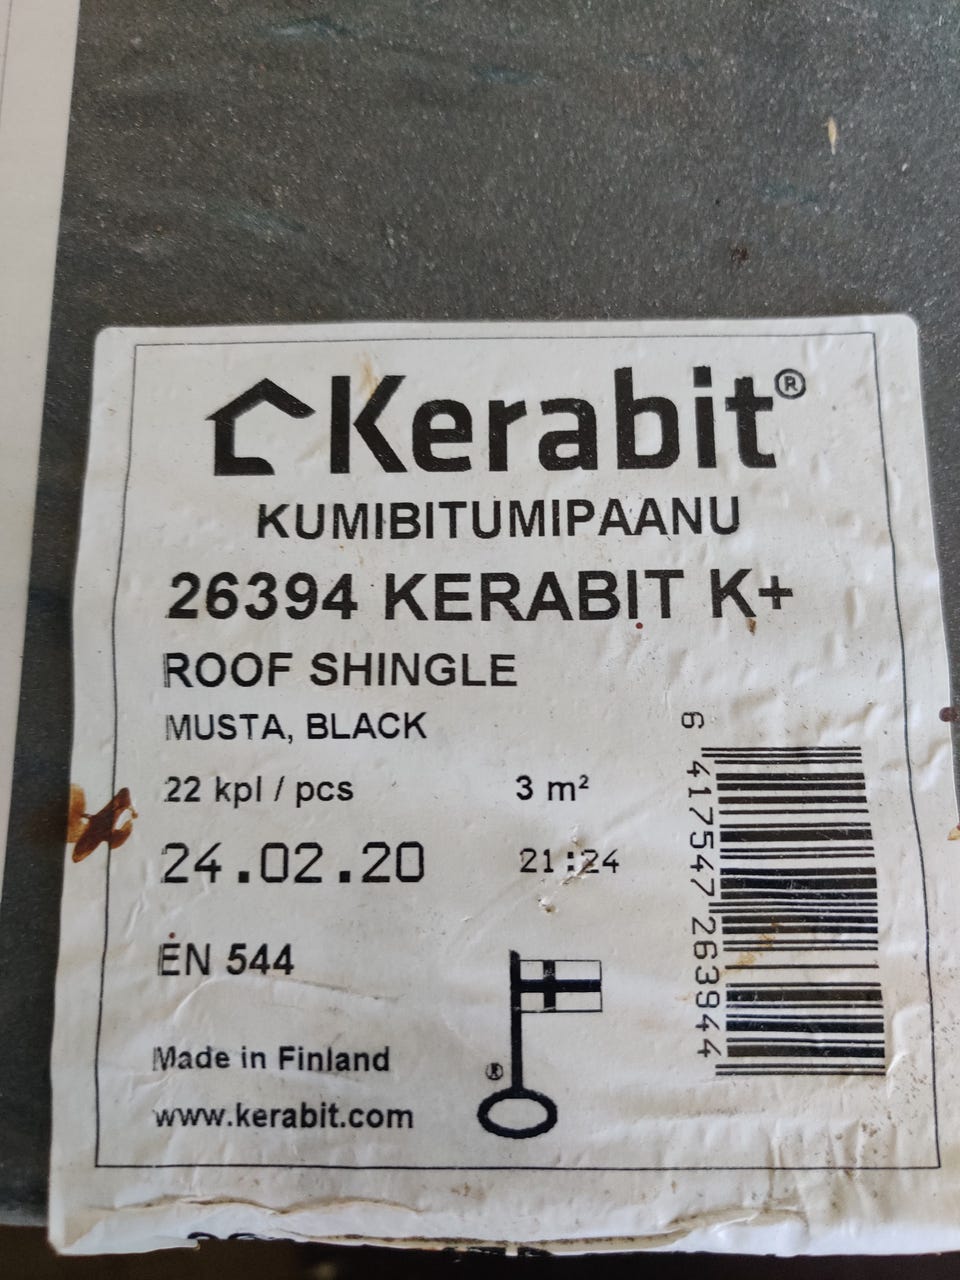 Kerabit®
KUMIBITUMIPAANU
26394 KERABIT K+
ROOF SHINGLE
MUSTA, BLACK
22 kpl / pcs 3 m²
24.02.20 21:24
EN 544
Made in Finland
www.kerabit.com
®
6 417547 263944